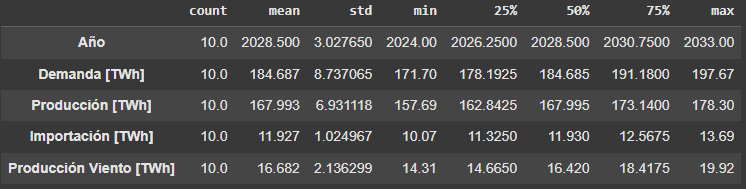 count mean std min 25% 50% 75% max
Año 10.0 2028.500 3.027650 2024.00 2026.2500 2028.500 2030.7500 2033.00
Demanda [TWh] 10.0 184.687 8.737065 171.70 178.1925 184.685 191.1800 197.67
Producción [TWh] 10.0 167.993 6.931118 157.69 162.8425 167.995 173.1400 178.30
Importación [TWh] 10.0 11.927 1.024967 10.07 11.3250 11.930 12.5675 13.69
Producción Viento [TWh] 10.0 16.682 2.136299 14.31 14.6650 16.420 18.4175 19.92